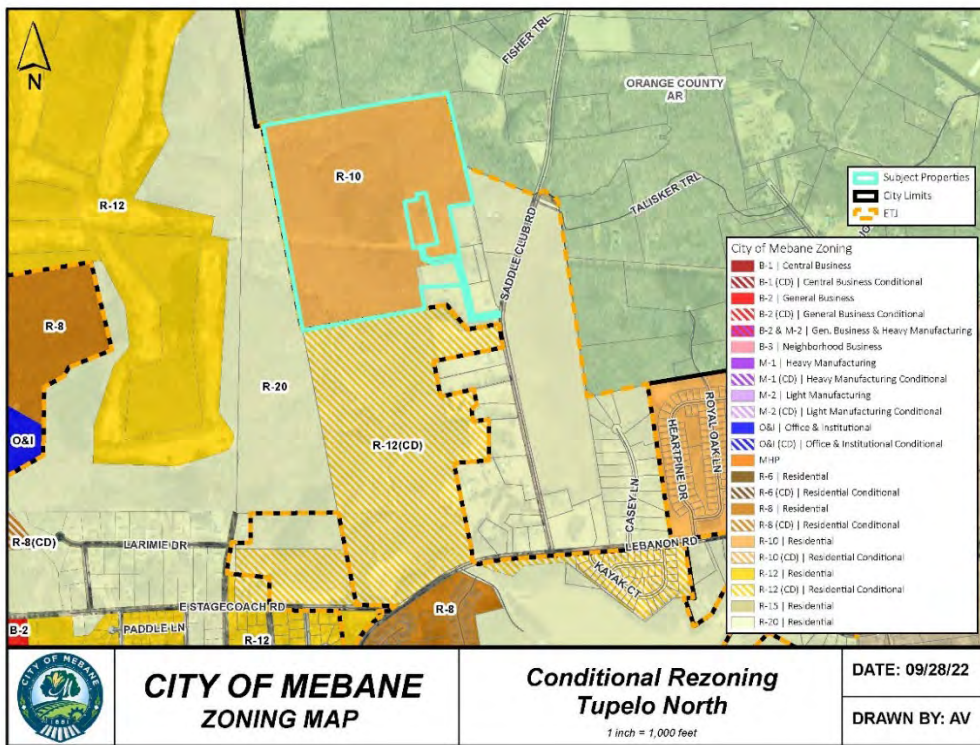 N
FISHER TRL
ORANGE COUNTY
AR
R-10
TALISKER TRL
SADDLE CLUB RD
R-12
R-8
R-20
O&I
R-12(CD)
ROYAL OAK LN
HEARTPINE DR
CASEY LN
R-8(CD)
LARIMIE DR
LEBANON RD
KAYAK CT
E STAGECOACH RD
R-8
B-2
PADDLE LN
R-12
Subject Properties
City Limits
ETJ
City of Mebane Zoning
B-1 | Central Business
B-1 (CD) | Central Business Conditional
B-2 | General Business
B-2 (CD) | General Business Conditional
B-2 & M-2 | Gen. Business & Heavy Manufacturing
B-3 | Neighborhood Business
M-1 | Heavy Manufacturing
M-1 (CD) | Heavy Manufacturing Conditional
M-2 | Light Manufacturing
M-2 (CD) | Light Manufacturing Conditional
O&I | Office & Institutional
O&I (CD) | Office & Institutional Conditional
MHP
R-6 | Residential
R-6 (CD) | Residential Conditional
R-8 | Residential
R-8 (CD) | Residential Conditional
R-10 | Residential
R-10 (CD) | Residential Conditional
R-12 | Residential
R-12 (CD) | Residential Conditional
R-15 | Residential
R-20 | Residential
CITY OF MEBANE
1881
CITY OF MEBANE
ZONING MAP
Conditional Rezoning
Tupelo North
1 inch = 1,000 feet
DATE: 09/28/22
DRAWN BY: AV